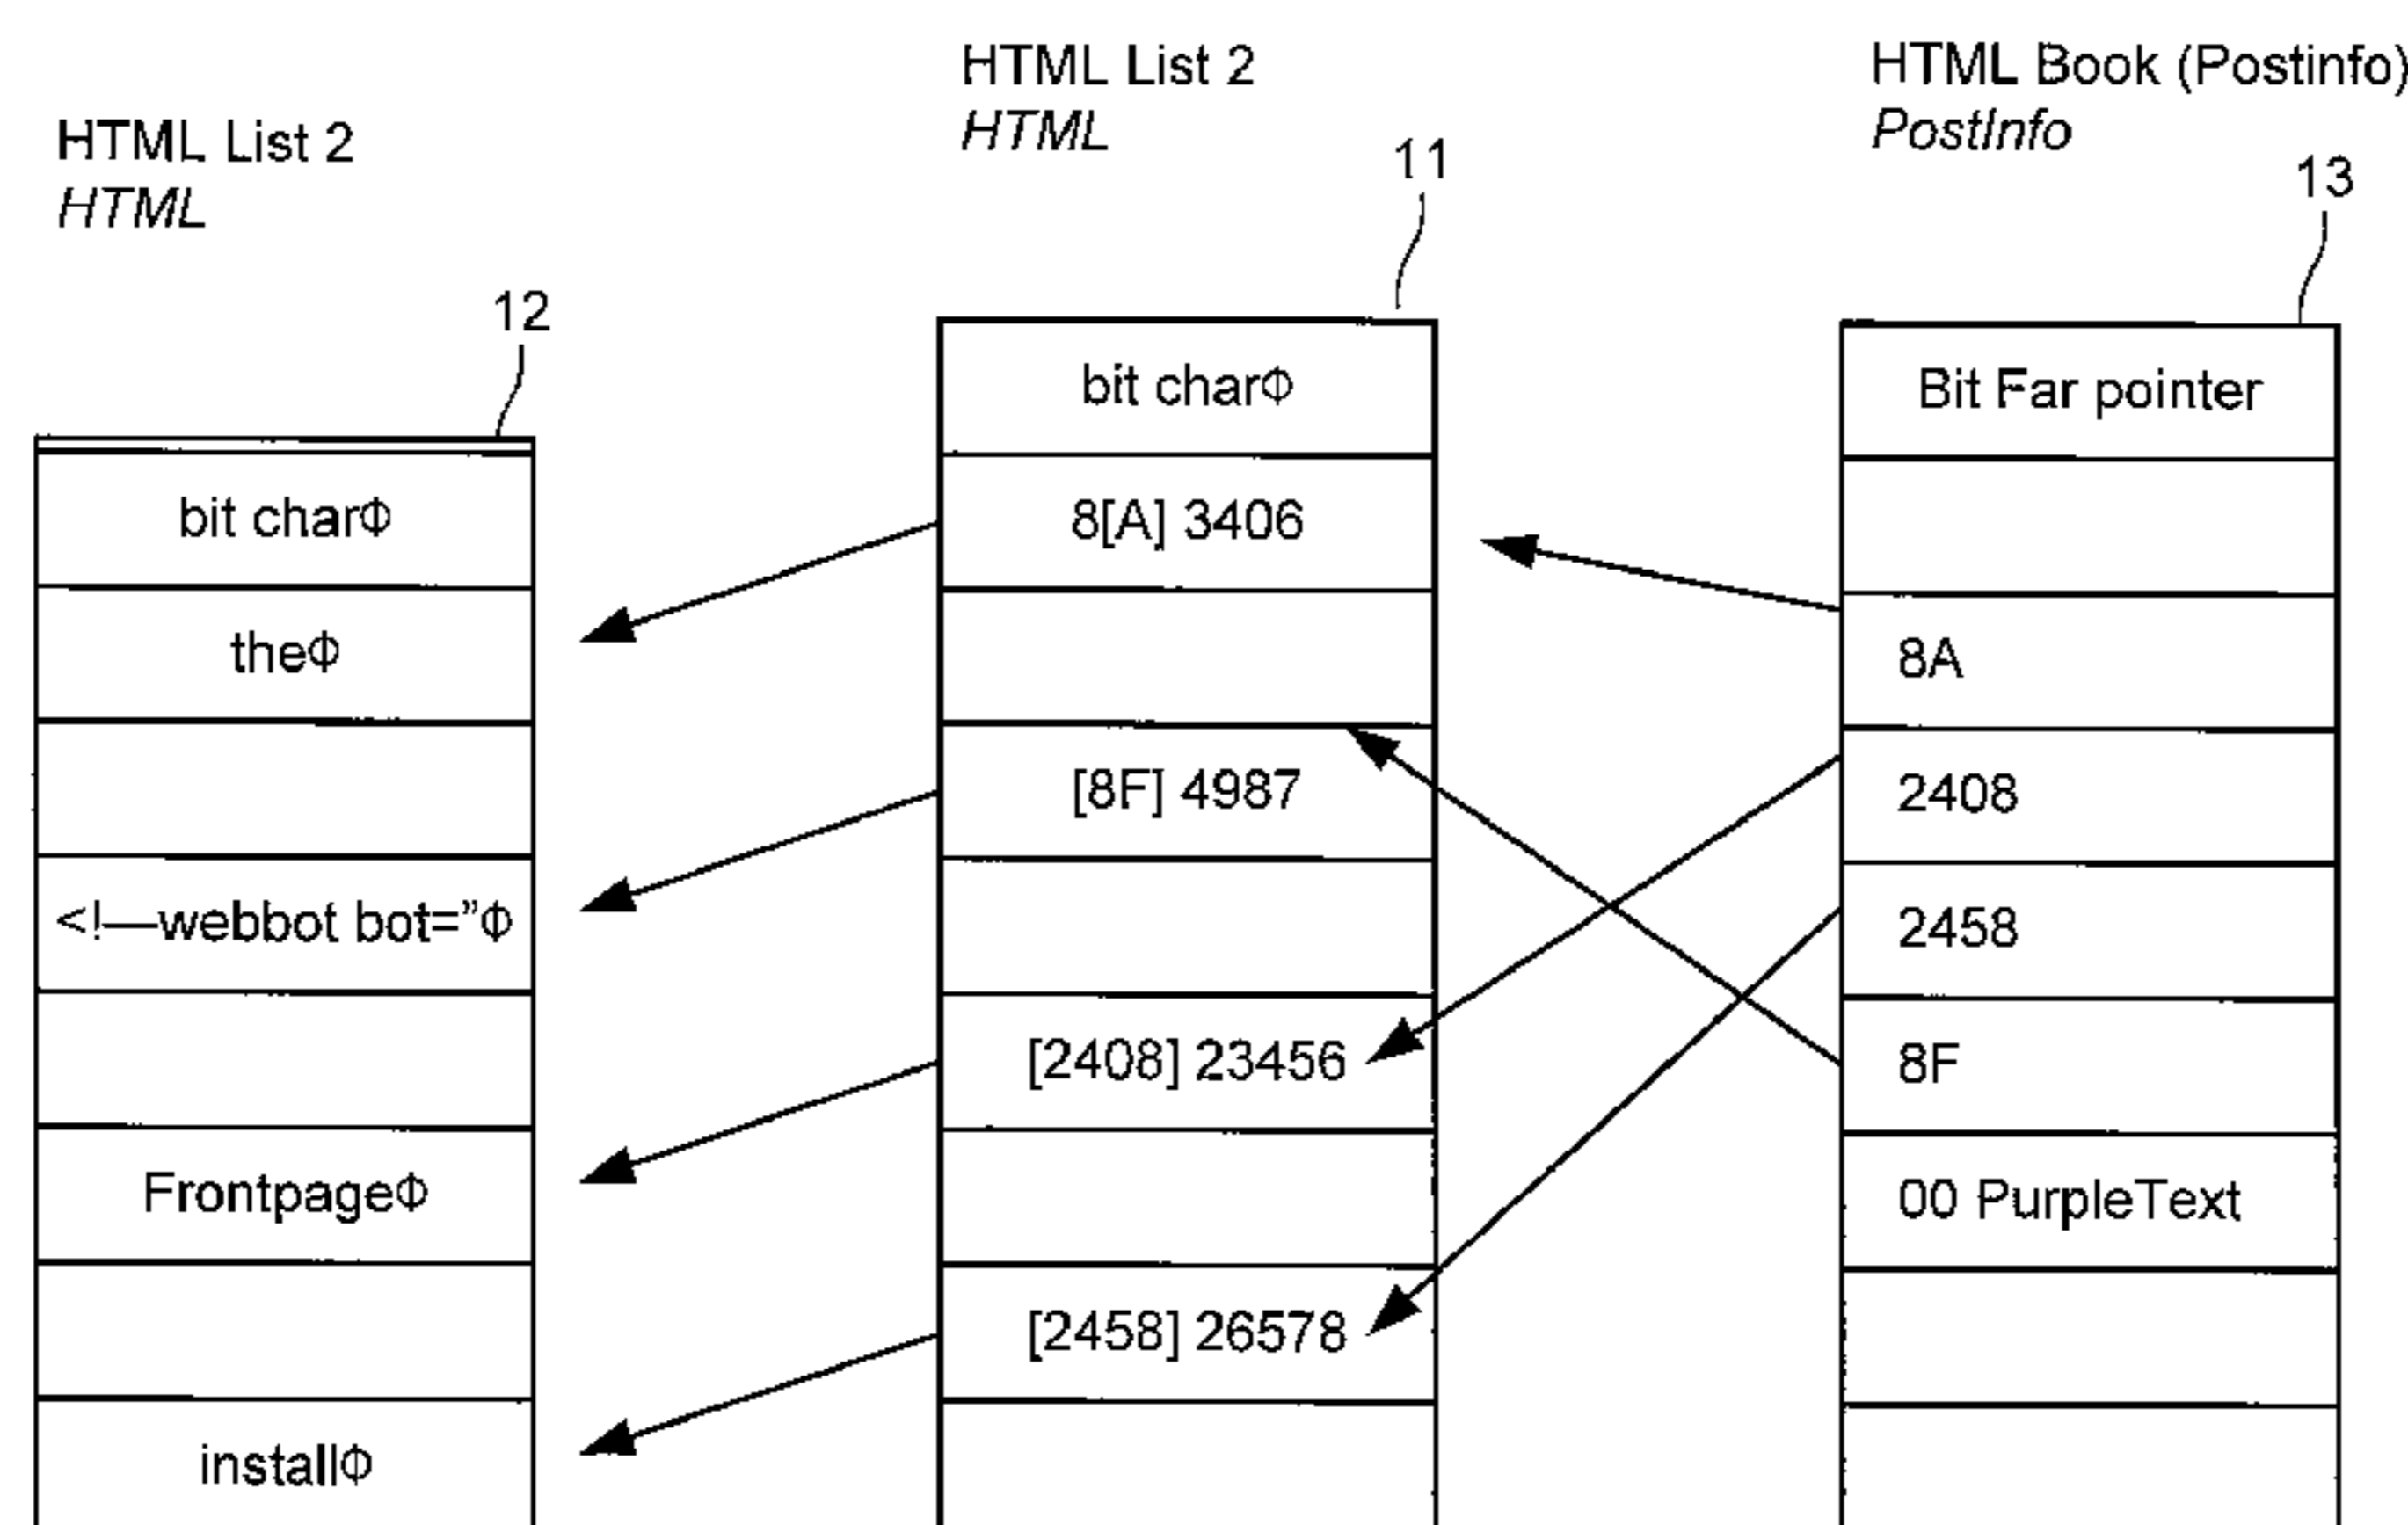 HTML List 2
HTML
12
bit charΦ
theΦ
<!—webbot bot=”Φ
FrontpageΦ
installΦ
HTML List 2
HTML
11
bit charΦ
8[A] 3406
[8F] 4987
[2408] 23456
[2458] 26578
HTML Book (Postinfo)
PostInfo
13
Bit Far pointer
8A
2408
2458
8F
00 PurpleText